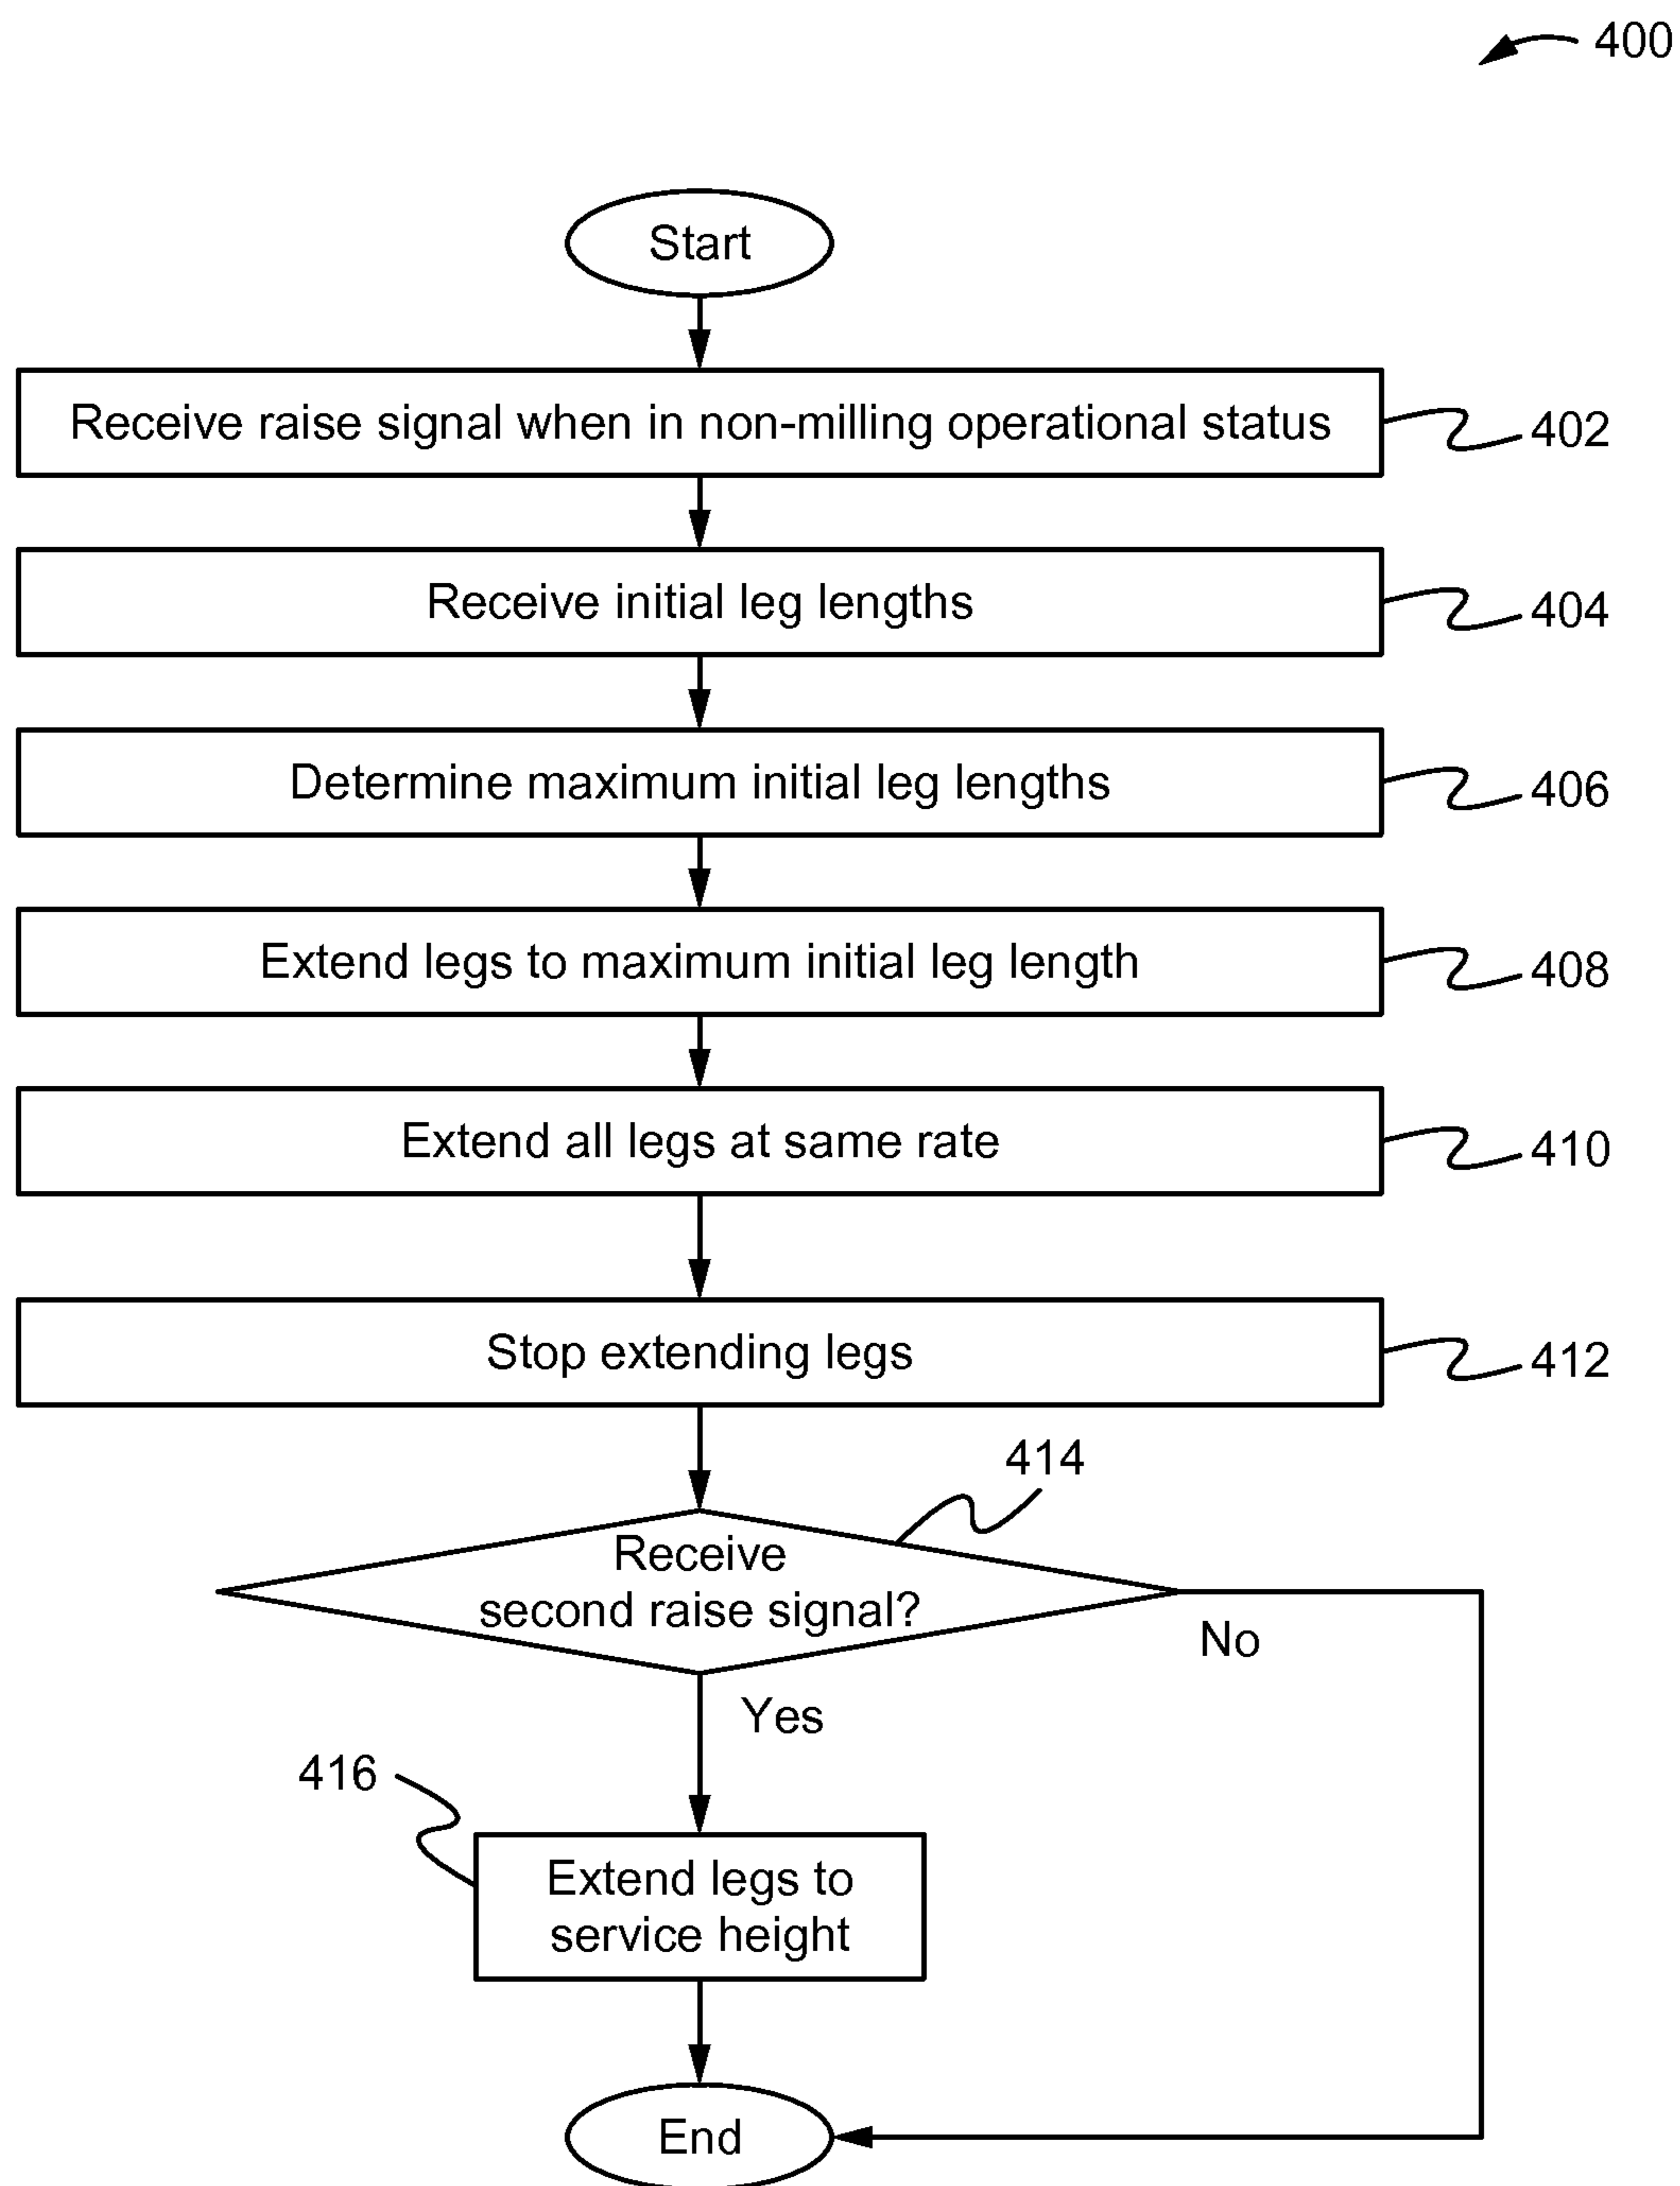 400
Start
Receive raise signal when in non-milling operational status
402
Receive initial leg lengths
404
Determine maximum initial leg lengths
406
Extend legs to maximum initial leg length
408
Extend all legs at same rate
410
Stop extending legs
412
414
Receive
second raise signal?
No
Yes
416
Extend legs to
service height
End